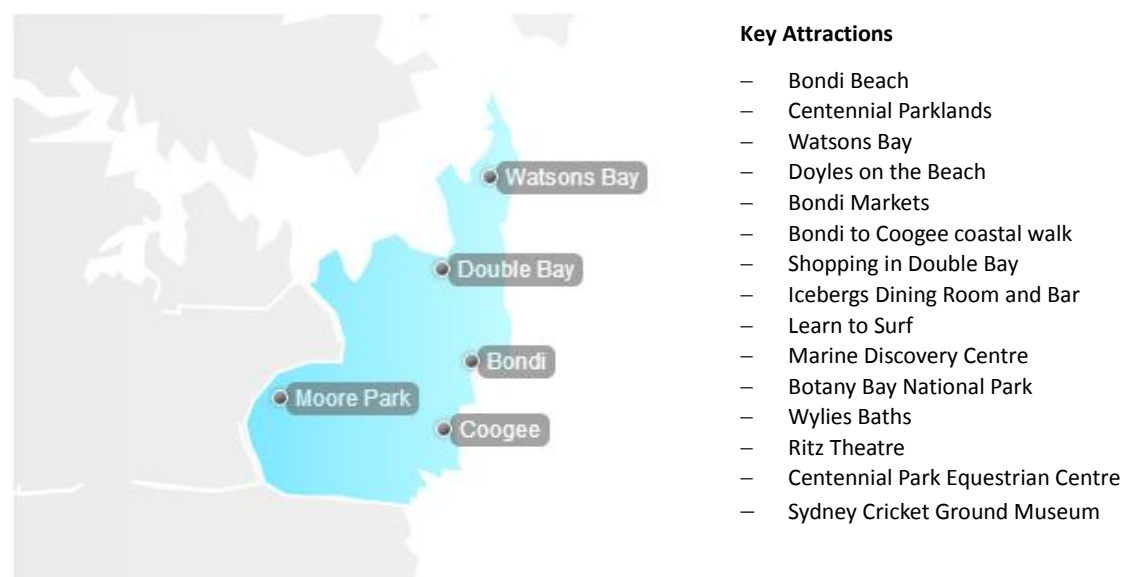 Watsons Bay
Double Bay
Bondi
Moore Park
Coogee
Key Attractions
– Bondi Beach
– Centennial Parklands
– Watsons Bay
– Doyles on the Beach
– Bondi Markets
– Bondi to Coogee coastal walk
– Shopping in Double Bay
– Icebergs Dining Room and Bar
– Learn to Surf
– Marine Discovery Centre
– Botany Bay National Park
– Wylies Baths
– Ritz Theatre
– Centennial Park Equestrian Centre
– Sydney Cricket Ground Museum